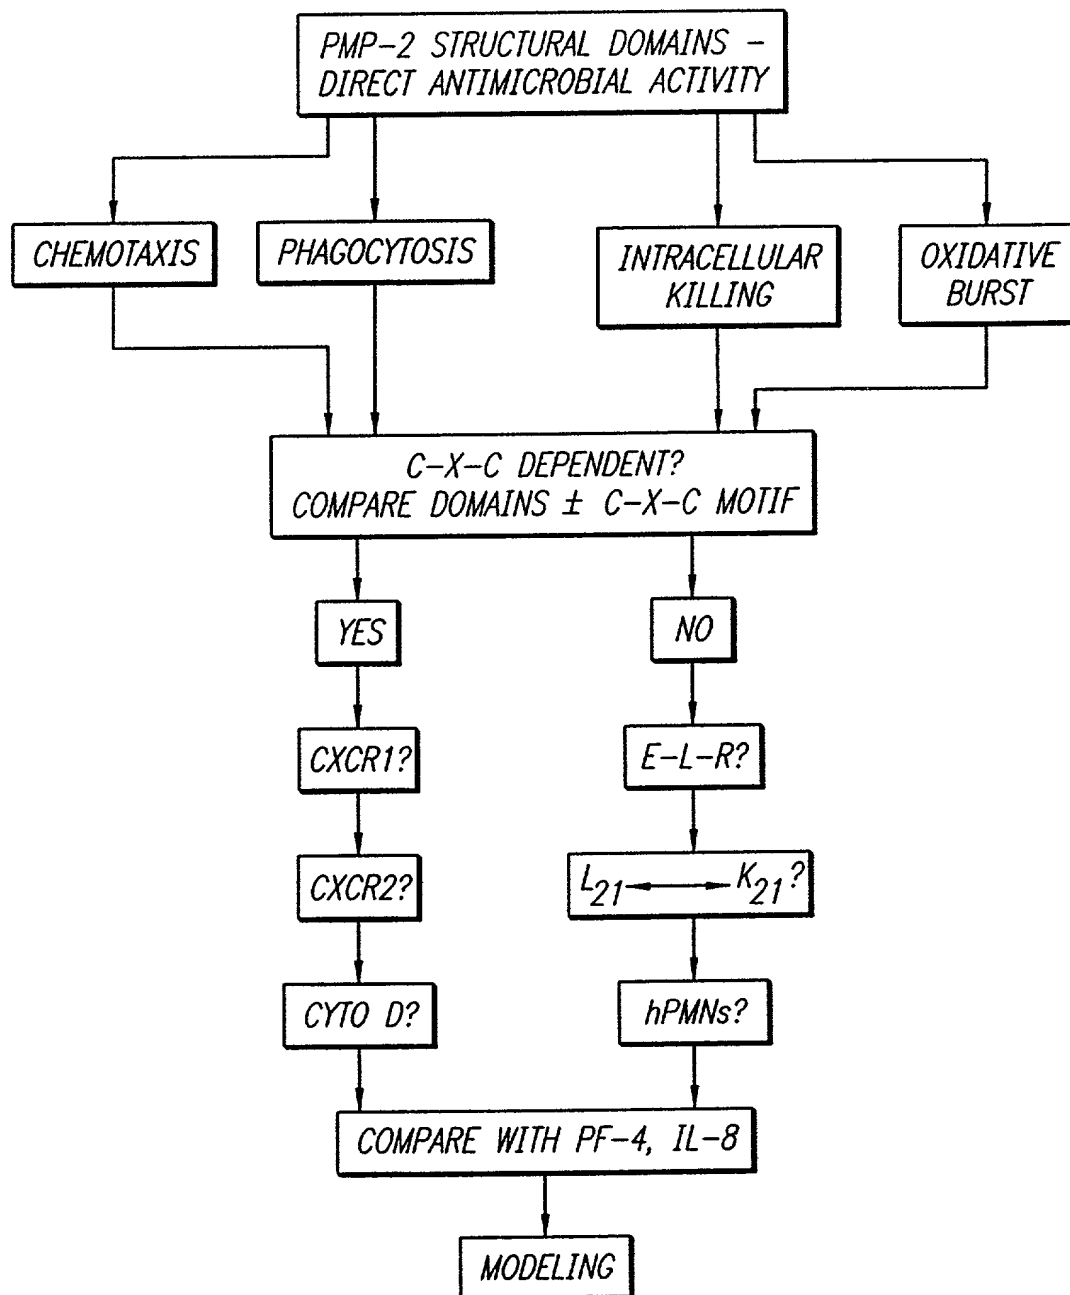 PMP-2 STRUCTURAL DOMAINS -
DIRECT ANTIMICROBIAL ACTIVITY
CHEMOTAXIS
PHAGOCYTOSIS
INTRACELLULAR
KILLING
OXIDATIVE
BURST
C-X-C DEPENDENT?
COMPARE DOMAINS ± C-X-C MOTIF
YES
NO
CXCR1?
E-L-R?
CXCR2?
L21 ↔ K21?
CYTO D?
hPMNs?
COMPARE WITH PF-4, IL-8
MODELING